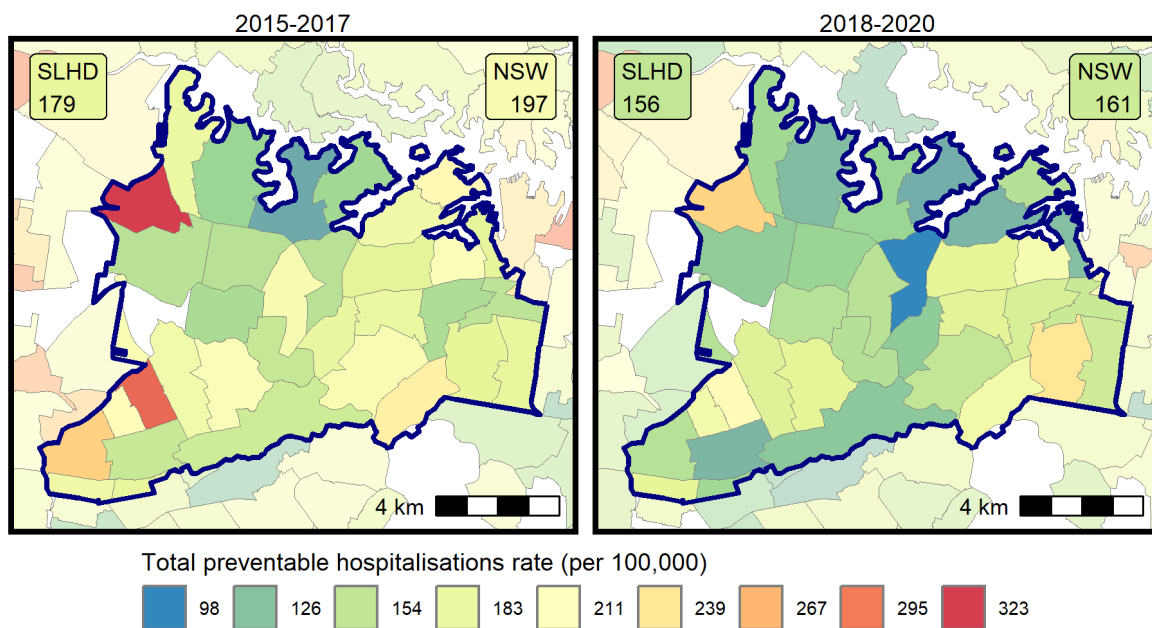 2015-2017
2018-2020
SLHD
179
NSW
197
SLHD
156
NSW
161
4 km
4 km
Total preventable hospitalisations rate (per 100,000)
98 126 154 183 211 239 267 295 323